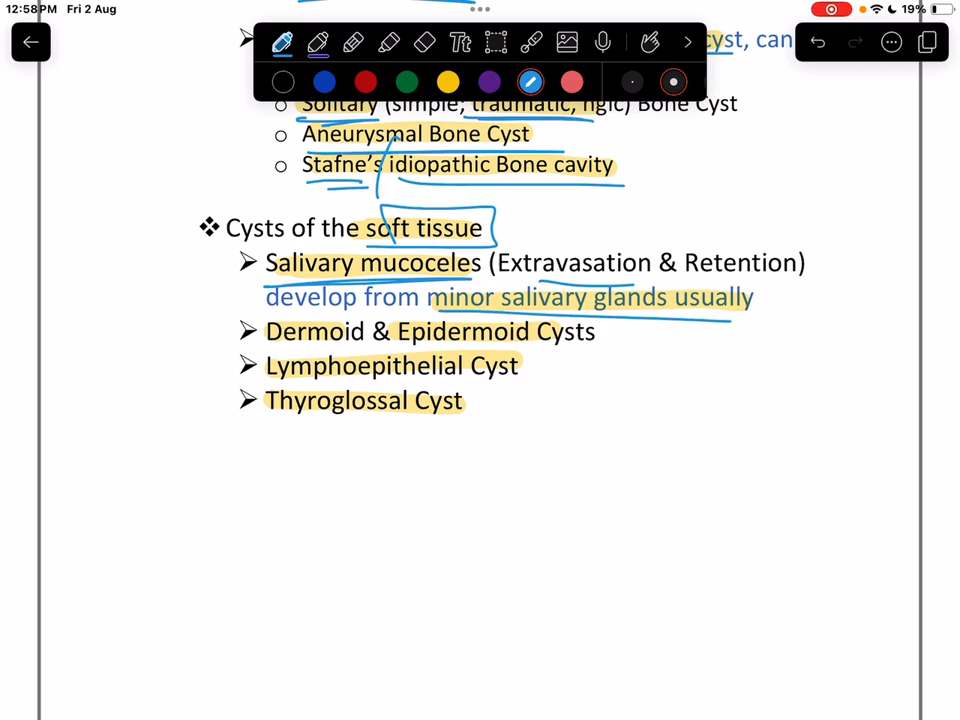 12:58 PM Fri 2 Aug 19%
cyst, can
Tt
Solitary (simple, traumatic, Bone Cyst
Aneurysmal Bone Cyst
Stafne's idiopathic Bone cavity
Cysts of the soft tissue
Salivary mucoceles (Extravasation & Retention)
develop from minor salivary glands usually
Dermoid & Epidermoid Cysts
Lymphoepithelial Cyst
Thyroglossal Cyst